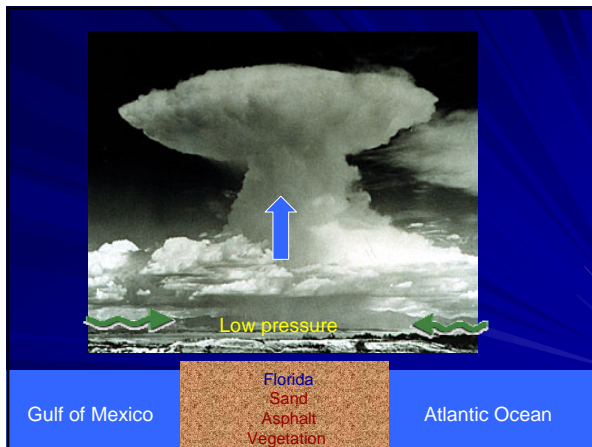 Low pressure
Florida
Sand
Asphalt
Vegetation
Gulf of Mexico
Atlantic Ocean